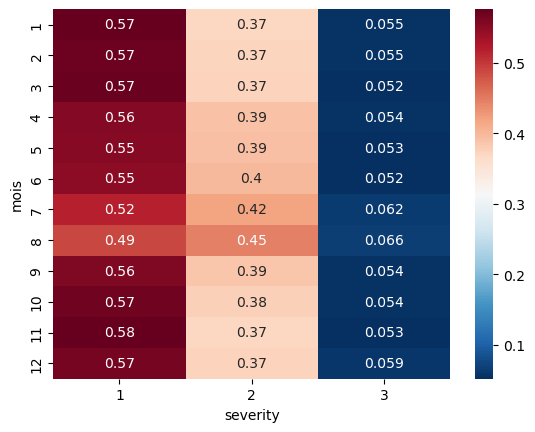 1 0.57 0.37 0.055
2 0.57 0.37 0.055
3 0.57 0.37 0.052
4 0.56 0.39 0.054
5 0.55 0.39 0.053
6 0.55 0.4 0.052
7 0.52 0.42 0.062
8 0.49 0.45 0.066
9 0.56 0.39 0.054
10 0.57 0.38 0.054
11 0.58 0.37 0.053
12 0.57 0.37 0.059
mois
1 2 3
severity
0.5
0.4
0.3
0.2
0.1